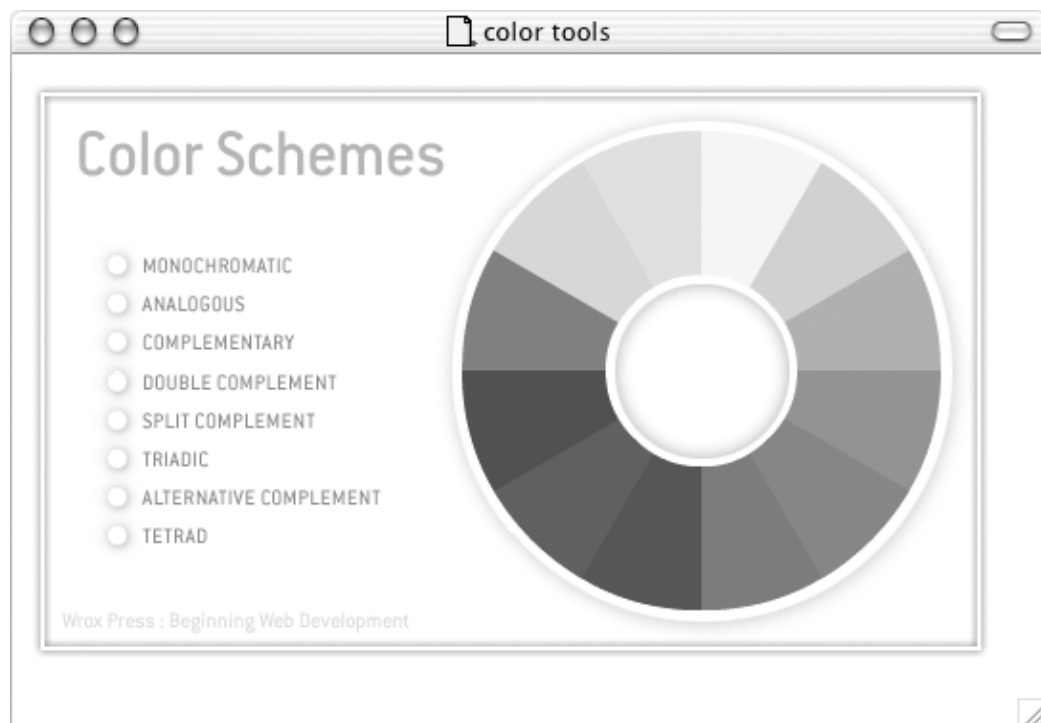 color tools
Color Schemes
MONOCHROMATIC
ANALOGOUS
COMPLEMENTARY
DOUBLE COMPLEMENT
SPLIT COMPLEMENT
TRIADIC
ALTERNATIVE COMPLEMENT
TETRAD
Wrox Press : Beginning Web Development